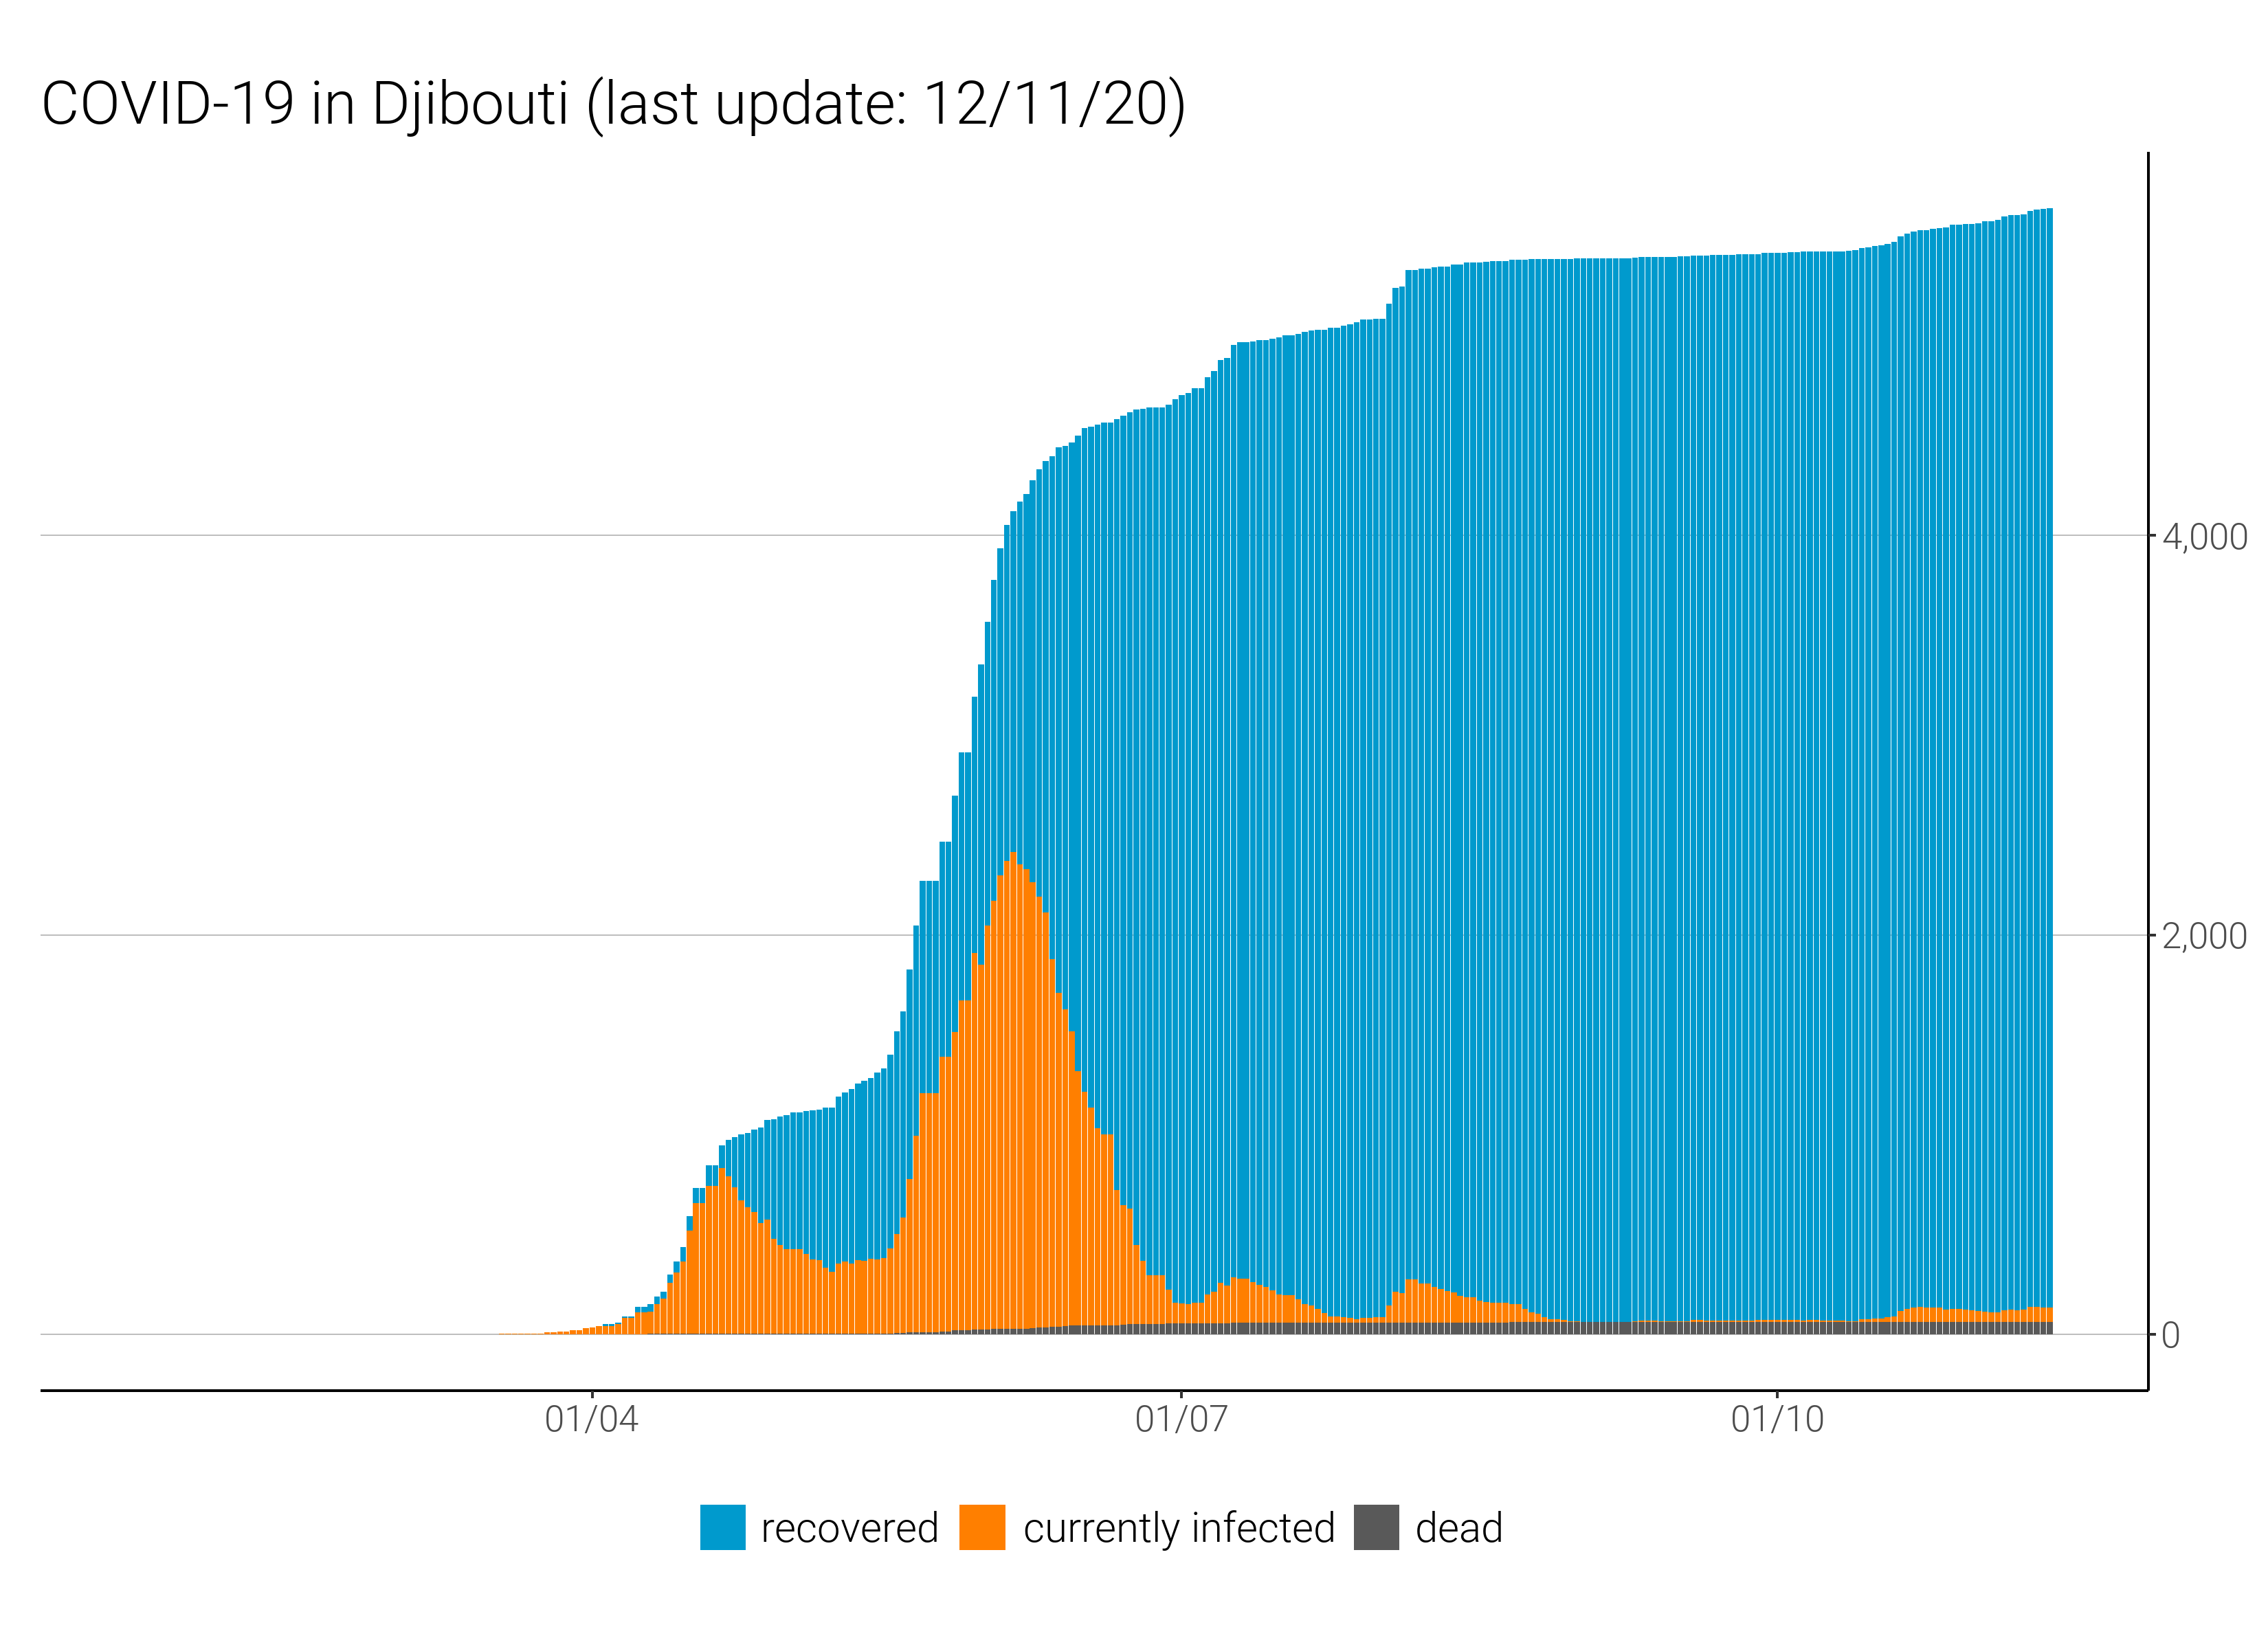 COVID-19 in Djibouti (last update: 12/11/20)
4,000
2,000
0
01/04 01/07 01/10
recovered currently infected dead